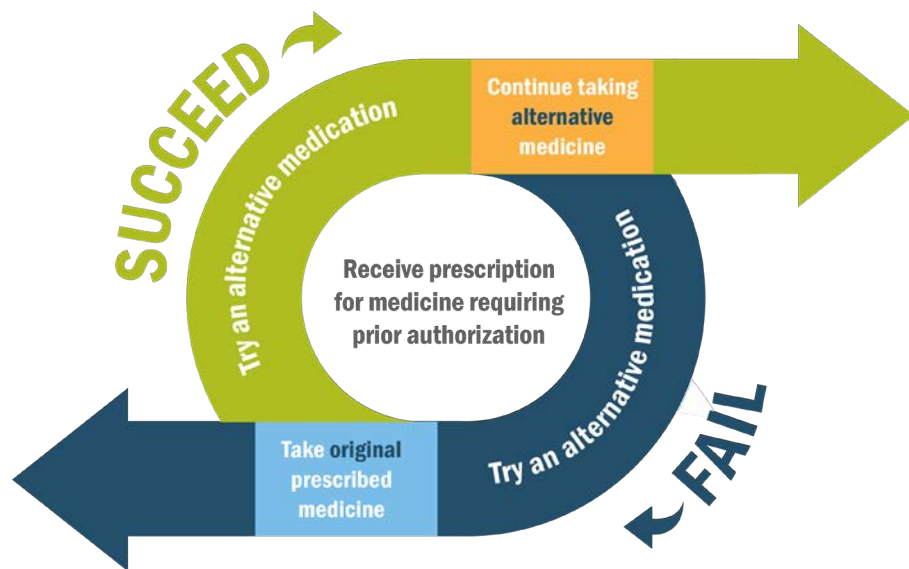 SUCCEED
Try an alternative medication
Continue taking
alternative
medicine
Receive prescription
for medicine requiring
prior authorization
Try an alternative medication
FAIL
Take original
prescribed
medicine